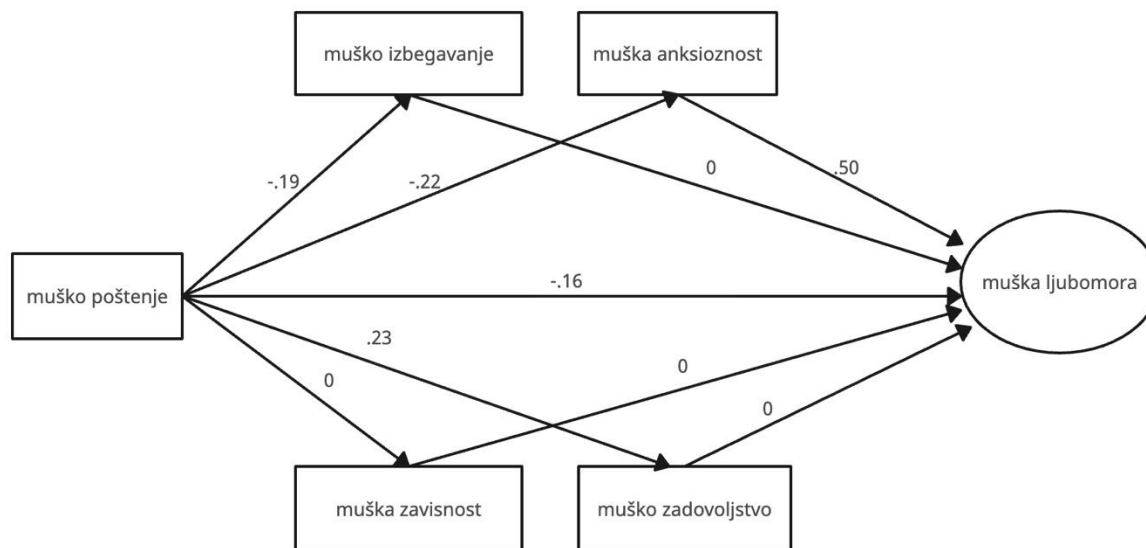 muško izbegavanje
muška anksioznost
-.19
-.22
0
.50
muško poštenje
-.16
muška ljubomora
.23
0
0
0
muška zavisnost
muško zadovoljstvo